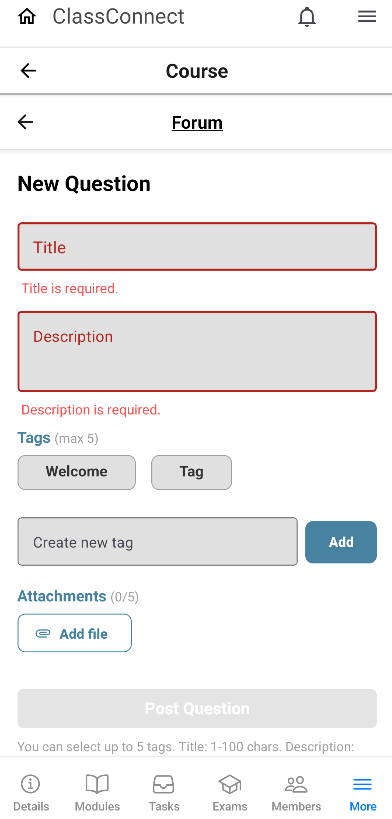 ClassConnect
Course
Forum
New Question
Title
Title is required.
Description
Description is required.
Tags (max 5)
Welcome Tag
Create new tag Add
Attachments (0/5)
Add file
Post Question
You can select up to 5 tags. Title: 1-100 chars. Description:
Details Modules Tasks Exams Members More